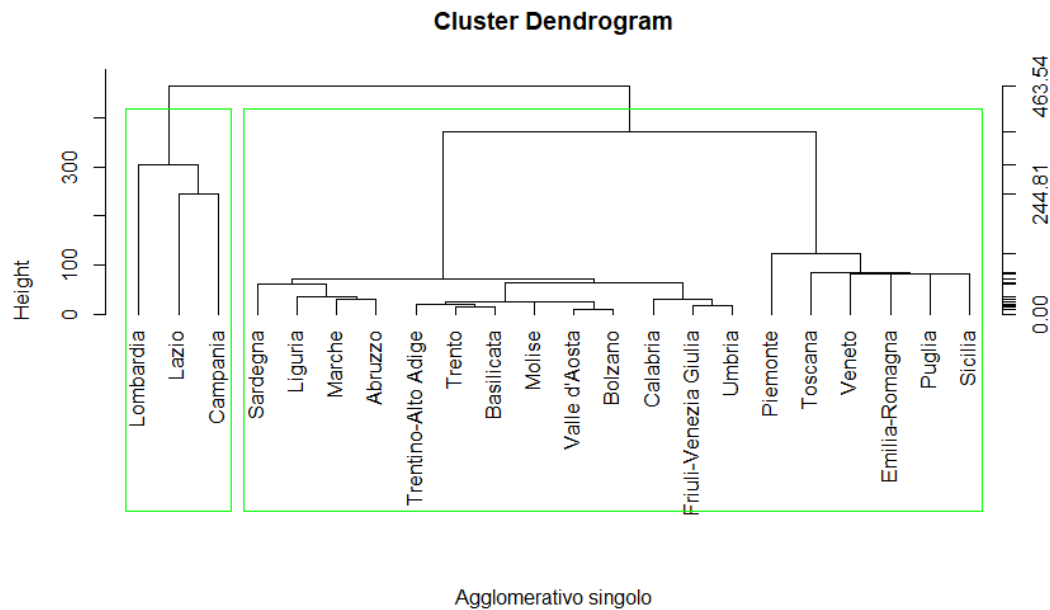 Cluster Dendrogram
Height
0
100
300
0.00
244.81
463.54
Lombardia
Lazio
Campania
Sardegna
Liguria
Marche
Abruzzo
Trentino-Alto Adige
Trento
Basilicata
Molise
Valle d'Aosta
Bolzano
Calabria
Friuli-Venezia Giulia
Umbria
Piemonte
Toscana
Veneto
Emilia-Romagna
Puglia
Sicilia
Agglomerativo singolo